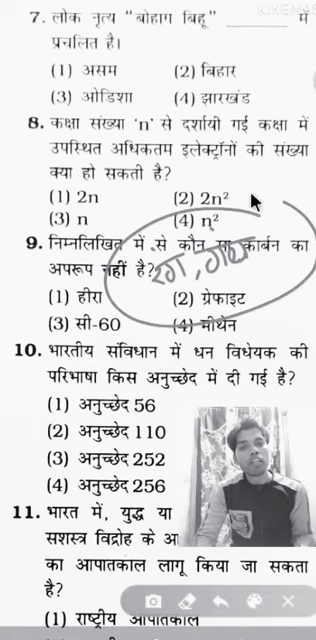 KINEMAS
7. लोक नृत्य "बोहाग बिहू" ________ में
प्रचलित है।
(1) असम (2) बिहार
(3) ओडिशा (4) झारखंड
8. कक्षा संख्या 'n' से दर्शायी गई कक्षा में
उपस्थित अधिकतम इलेक्ट्रॉनों की संख्या
क्या हो सकती है?
(1) 2n (2) 2n²
(3) n (4) n²
9. निम्नलिखित में से कौन सा कार्बन का
अपरूप नहीं है?
(1) हीरा (2) ग्रेफाइट
(3) सी-60 (4) मीथेन
10. भारतीय संविधान में धन विधेयक की
परिभाषा किस अनुच्छेद में दी गई है?
(1) अनुच्छेद 56
(2) अनुच्छेद 110
(3) अनुच्छेद 252
(4) अनुच्छेद 256
11. भारत में, युद्ध या
सशस्त्र विद्रोह के
का आपातकाल लागू किया जा सकता
है?
(1) राष्ट्रीय आपातकाल